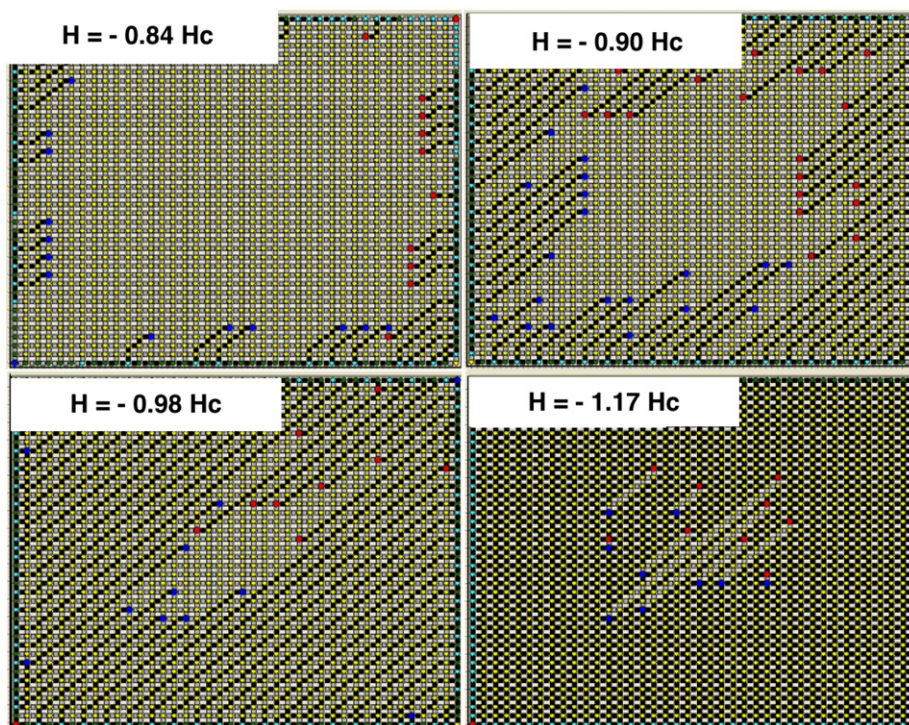 H = - 0.84 Hc
H = - 0.90 Hc
H = - 0.98 Hc
H = - 1.17 Hc